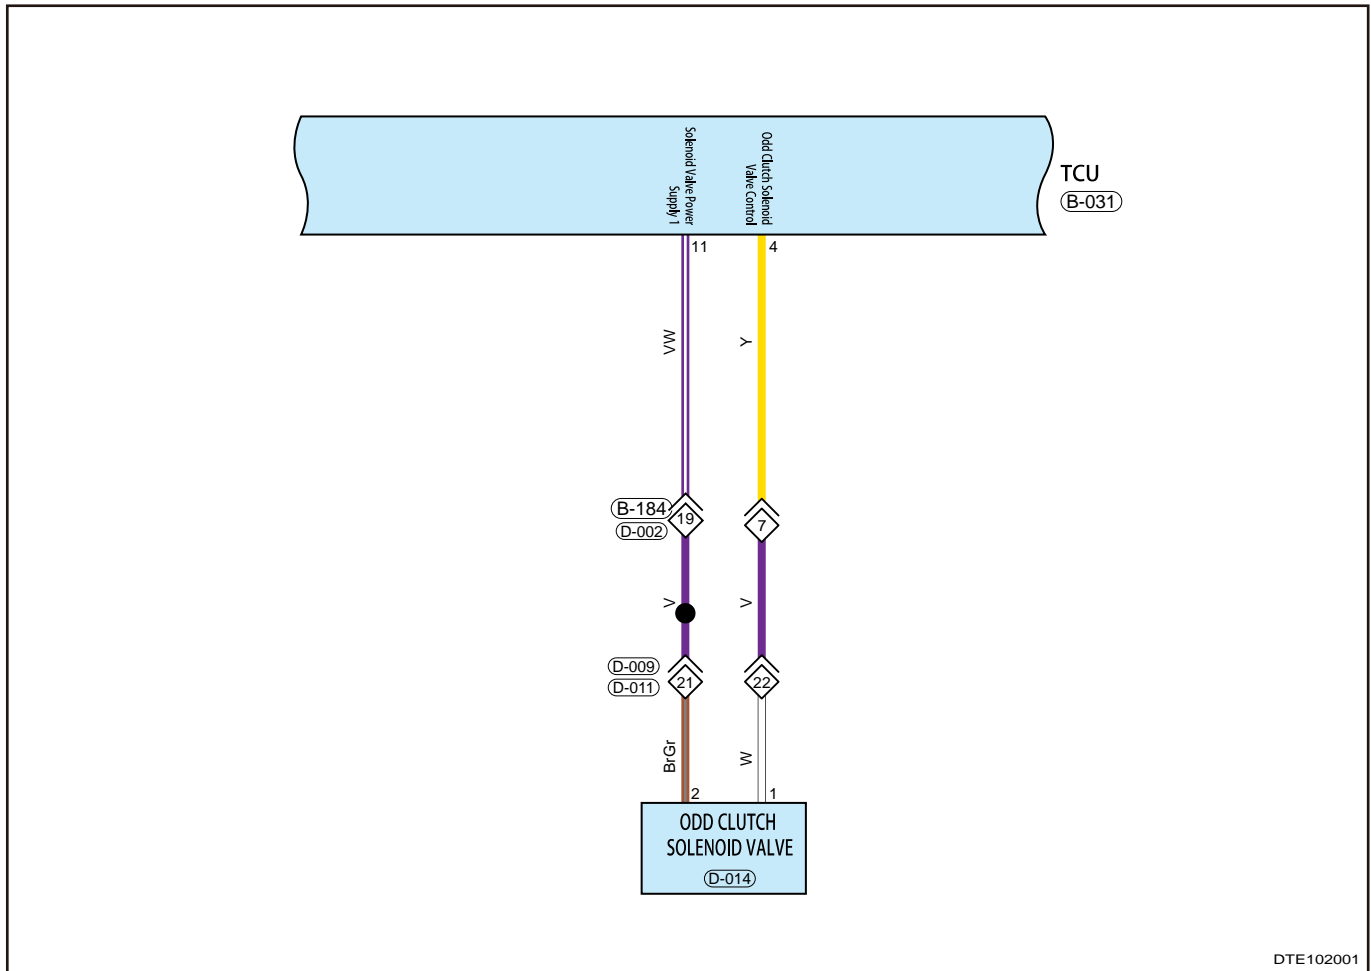 Solenoid Valve Power
Supply 1
Odd Clutch Solenoid
Valve Control
TCU
B-031
11
4
VW
Y
B-184
D-002
19
7
V
V
D-009
D-011
21
22
BrGr
W
2
1
ODD CLUTCH
SOLENOID VALVE
D-014
DTE102001